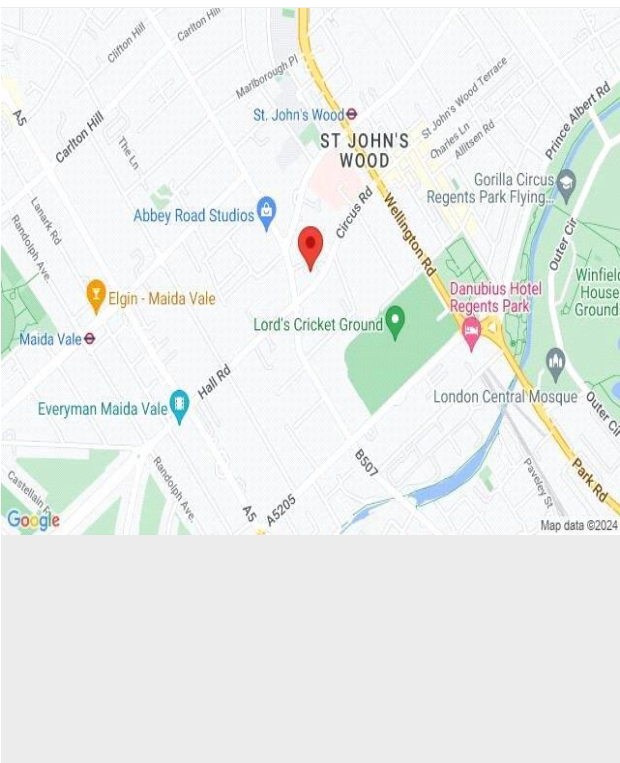 Clifton Hill
Carlton Hil
Marlborough Pl
A5
Carlton Hill
The Ln
St. John's Wood
St John's Wood Terrace
Prince Albert Rd
ST JOHN'S
WOOD
Charles Ln
Allitsen Rd
Lanark Rd
Randolph Ave.
Abbey Road Studios
Circus Rd
Gorilla Circus
Regents Park Flying...
Wellington Rd
Outer Cir
Winfiel
House
Ground
Elgin - Maida Vale
Danubius Hotel
Regents Park
Lord's Cricket Ground
Maida Vale
Hall Rd
Everyman Maida Vale
London Central Mosque
Outer Cir
B507
Park Rd
Castellain R
Randolph Ave.
A5
A5205
Paveley St
Google
Map data ©2024